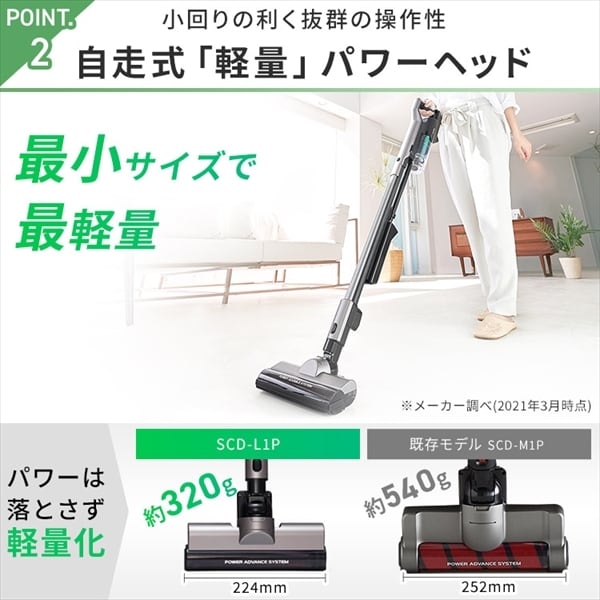 POINT.
2
小回りの利く抜群の操作性
自走式「軽量」パワーヘッド
最小サイズで
最軽量
※メーカー調べ(2021年3月時点)
パワーは
落とさず
軽量化
SCD-L1P
約320g
POWER ADVANCE SYSTEM
224mm
既存モデル SCD-M1P
約540g
POWER ADVANCE SYSTEM
252mm